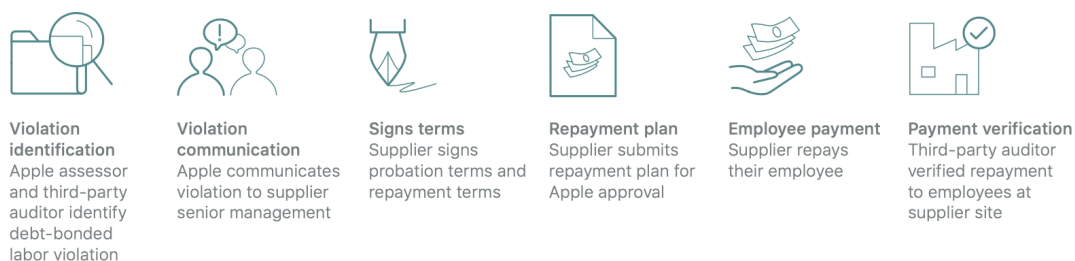 Violation
identification
Apple assessor
and third-party
auditor identify
debt-bonded
labor violation
Violation
communication
Apple communicates
violation to supplier
senior management
Signs terms
Supplier signs
probation terms and
repayment terms
Repayment plan
Supplier submits
repayment plan for
Apple approval
Employee payment
Supplier repays
their employee
Payment verification
Third-party auditor
verified repayment
to employees at
supplier site